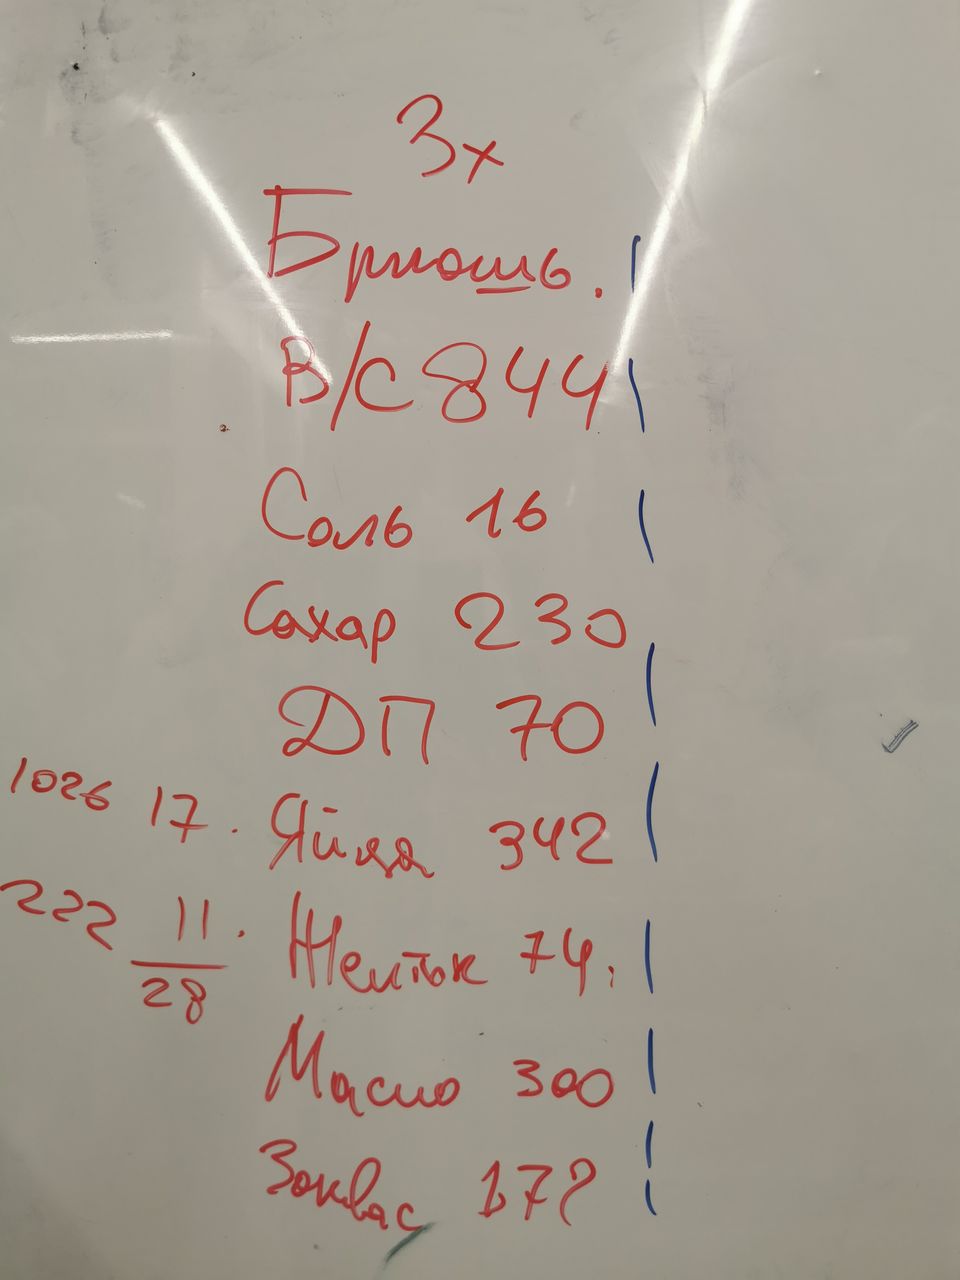 3х
Бриошь.
В/С 844
Соль 16
Сахар 230
ДП 70
1026 17. Яйца 342
222 11. Желток 74.
28
Масло 300
Заквас 172